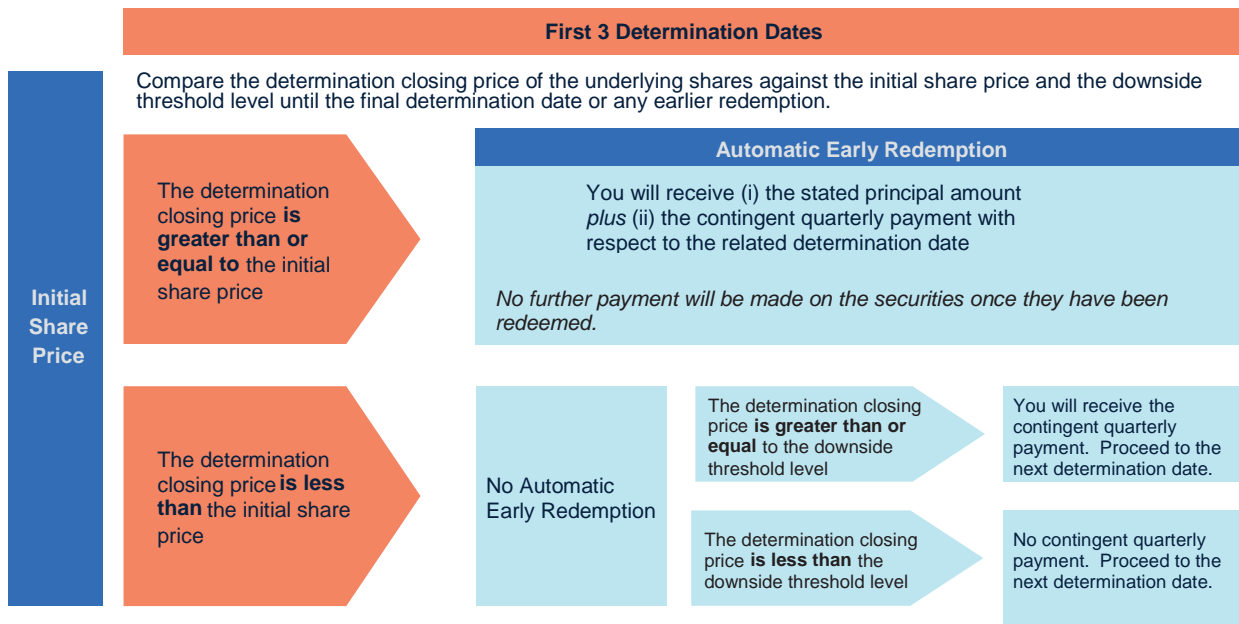 First 3 Determination Dates
Compare the determination closing price of the underlying shares against the initial share price and the downside
threshold level until the final determination date or any earlier redemption.
Initial
Share
Price
The determination
closing price is
greater than or
equal to the initial
share price
Automatic Early Redemption
You will receive (i) the stated principal amount
plus (ii) the contingent quarterly payment with
respect to the related determination date
No further payment will be made on the securities once they have been
redeemed.
The determination
closing price is less
than the initial share
price
No Automatic
Early Redemption
The determination closing
price is greater than or
equal to the downside
threshold level
You will receive the
contingent quarterly
payment. Proceed to the
next determination date.
The determination closing
price is less than the
downside threshold level
No contingent quarterly
payment. Proceed to the
next determination date.